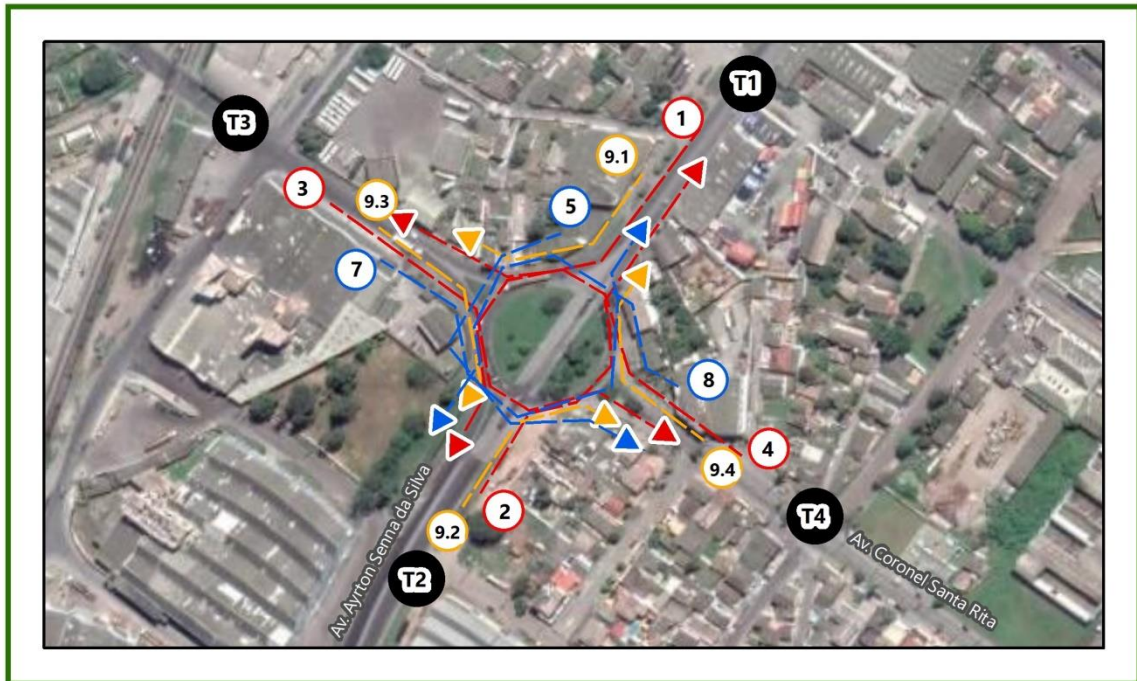 T1
1
T3
9.1
3
9.3
5
7
8
4
9.4
2
9.2
T4
T2
Av. Ayrton Senna da Silva
Av. Coronel Santa Rita